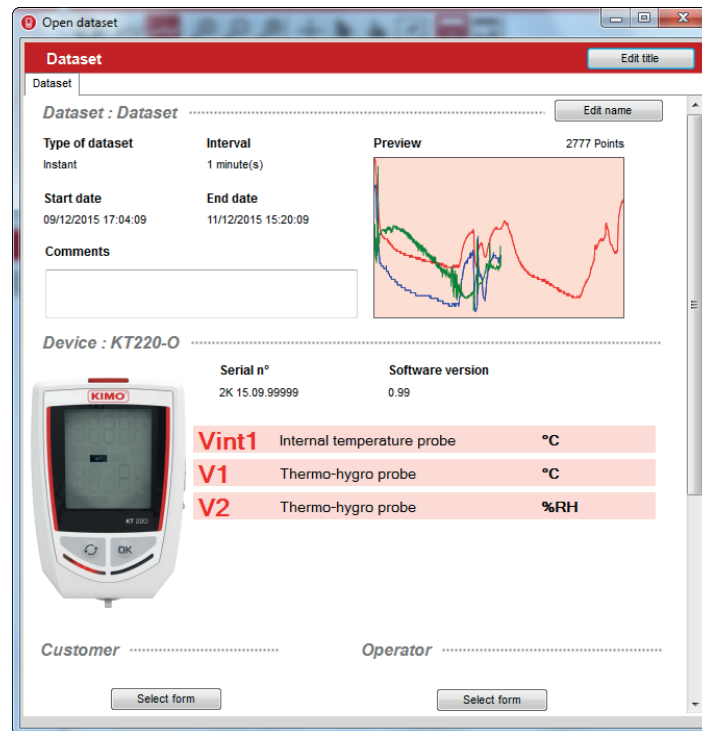 Open dataset
Dataset
Edit title
Dataset
Dataset : Dataset
Edit name
Type of dataset Interval Preview 2777 Points
Instant 1 minute(s)
Start date End date
09/12/2015 17:04:09 11/12/2015 15:20:09
Comments
Device : KT220-O
Serial n° Software version
2K 15.09.99999 0.99
KIMO
Vint1 Internal temperature probe °C
V1 Thermo-hygro probe °C
V2 Thermo-hygro probe %RH
KT 220
OK
Customer Operator
Select form Select form